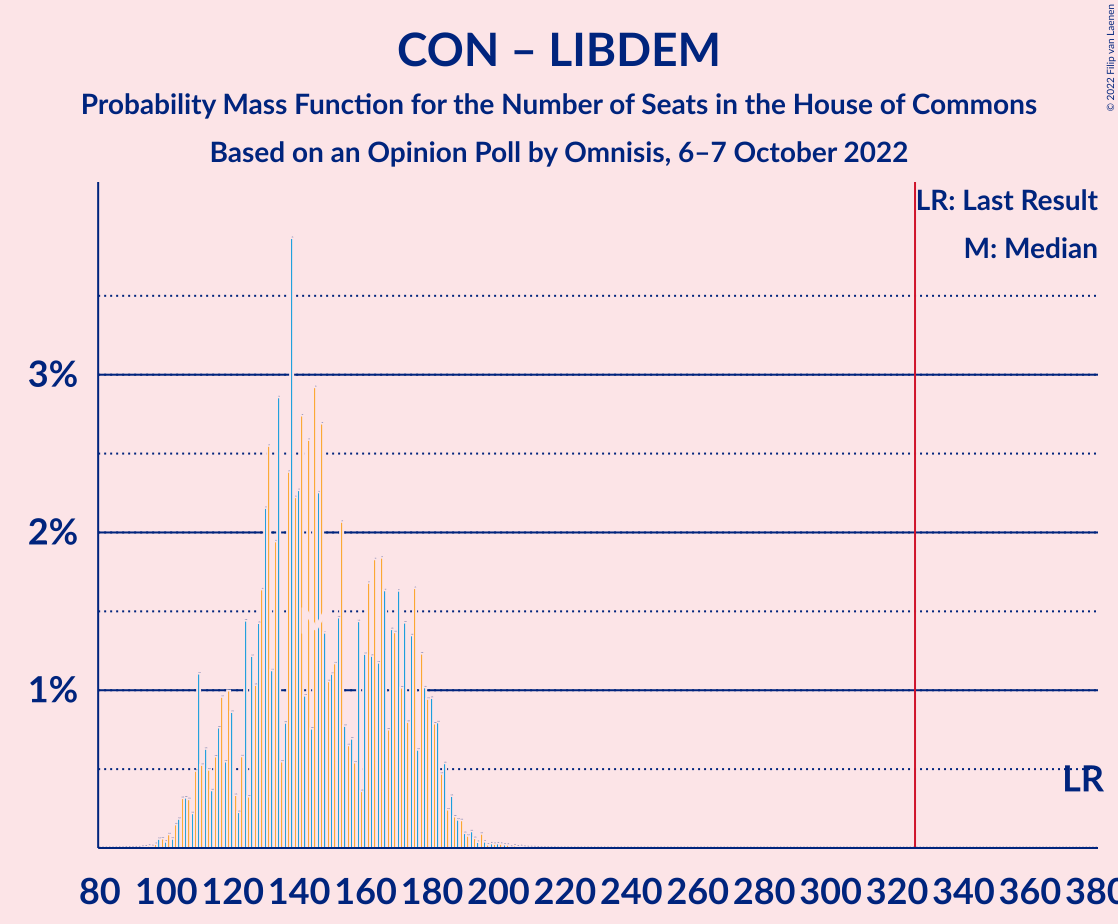 CON – LIBDEM
Probability Mass Function for the Number of Seats in the House of Commons
Based on an Opinion Poll by Omnisis, 6–7 October 2022
© 2022 Filip van Laenen
LR: Last Result
M: Median
3%
2%
1%
LR
80 100 120 140 160 180 200 220 240 260 280 300 320 340 360 380